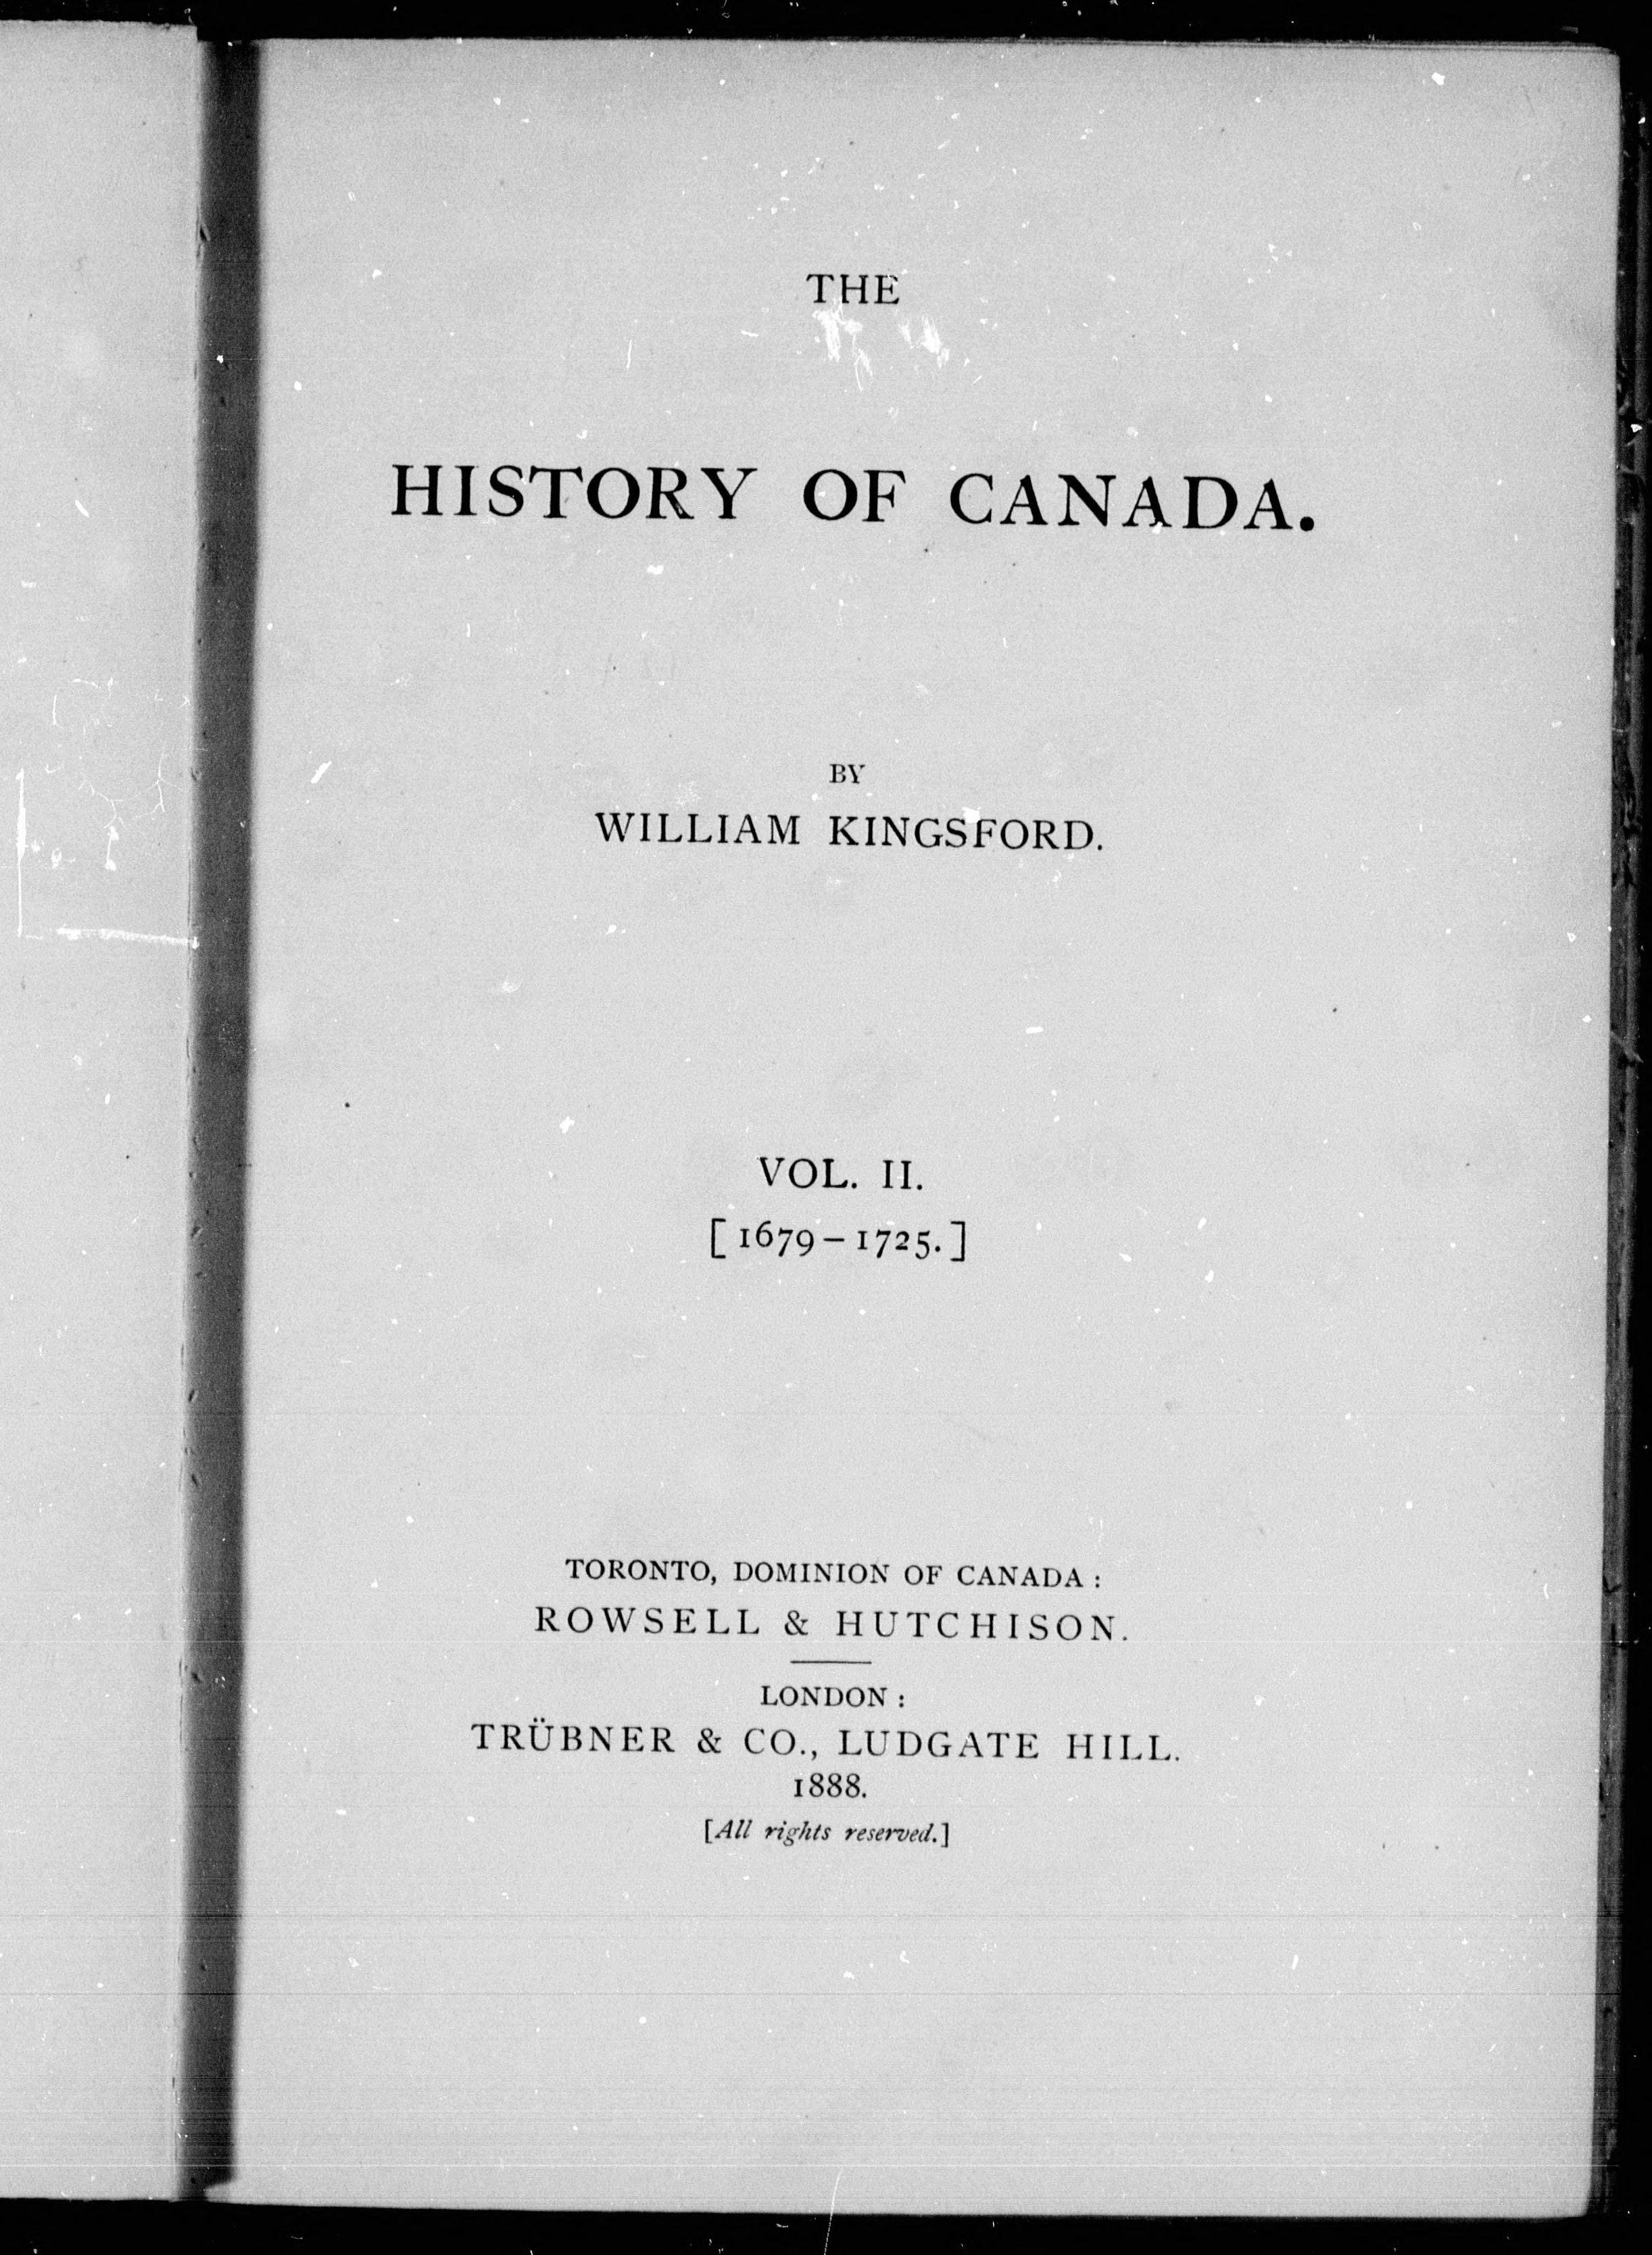 THE
HISTORY OF CANADA.
BY
WILLIAM KINGSFORD.
VOL. II.
[1679–1725.]
TORONTO, DOMINION OF CANADA:
ROWSELL & HUTCHISON.
LONDON:
TRÜBNER & CO., LUDGATE HILL.
1888.
[All rights reserved.]